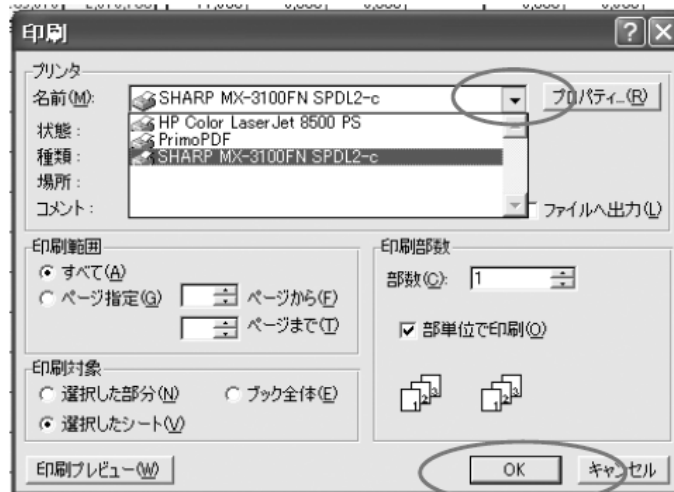 印刷
プリンタ
名前(M): SHARP MX-3100FN SPDL2-c プロパティ...(R)
状態: HP Color LaserJet 8500 PS
種類: PrimoPDF
SHARP MX-3100FN SPDL2-c
場所:
コメント: ファイルへ出力(L)
印刷範囲 印刷部数
すべて(A) 部数(C): 1
ページ指定(G) ページから(F)
ページまで(T) 部単位で印刷(O)
印刷対象
選択した部分(N) ブック全体(E) 1 2 3 1 2 3
選択したシート(V)
印刷プレビュー(W) OK キャンセル